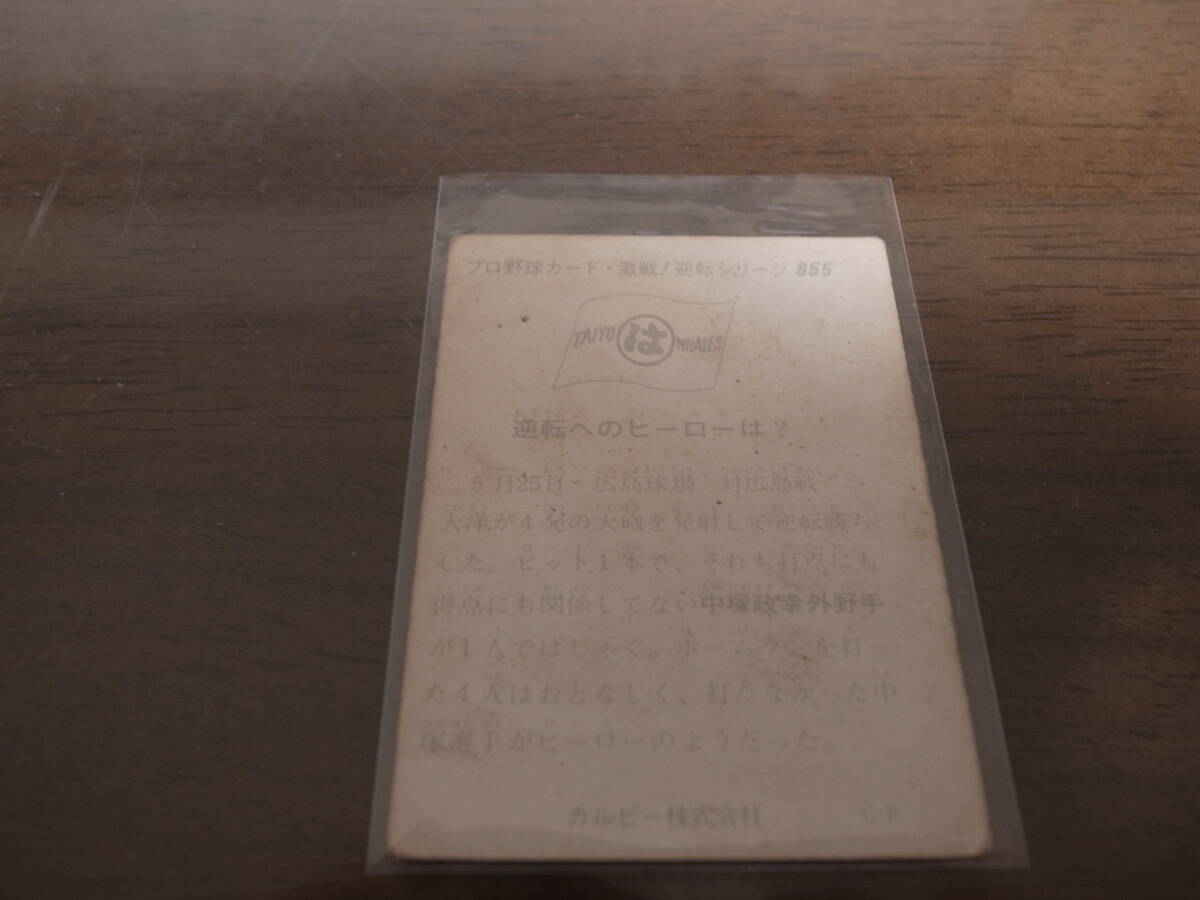 プロ野球カード・激戦！逆転シリーズ 855
TAIYO は WHALES
逆転へのヒーローは？
5月25日 広島球場 対広島戦
大洋が4発の大砲を発射して逆転勝ち
した。ヒット1本で、それも打点にも
得点にも関係してない中塚政幸外野手
が1人ではしゃぐ。ホームランを打っ
た4人はおとなしく、打たなかった中
塚選手がヒーローのようだった。
カルビー株式会社 C.P